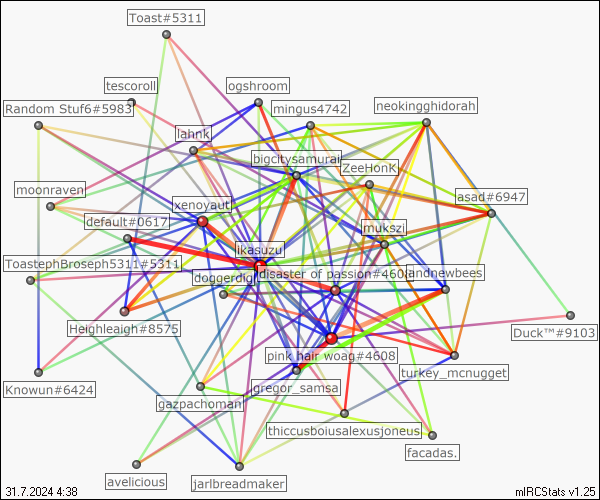 Toast#5311
tescoroll
ogshroom
Random Stuf6#5983
mingus4742
neokingghidorah
lahnk
bigcitysamurai
ZeeHonK
moonraven
xenoyaut
asad#6947
default#0617
mukszi
ikasuzu
ToastephBroseph5311#5311
doggerdigi
disaster of passion#4608
landnewbees
Heighleaigh#8575
Duck™#9103
pink hair woag#4608
turkey_mcnugget
Knowun#6424
gregor_samsa
gazpachoman
thiccusboiusalexusjoneus
facadas.
avelicious
jarlbreadmaker
31.7.2024 4:38
mIRCStats v1.25